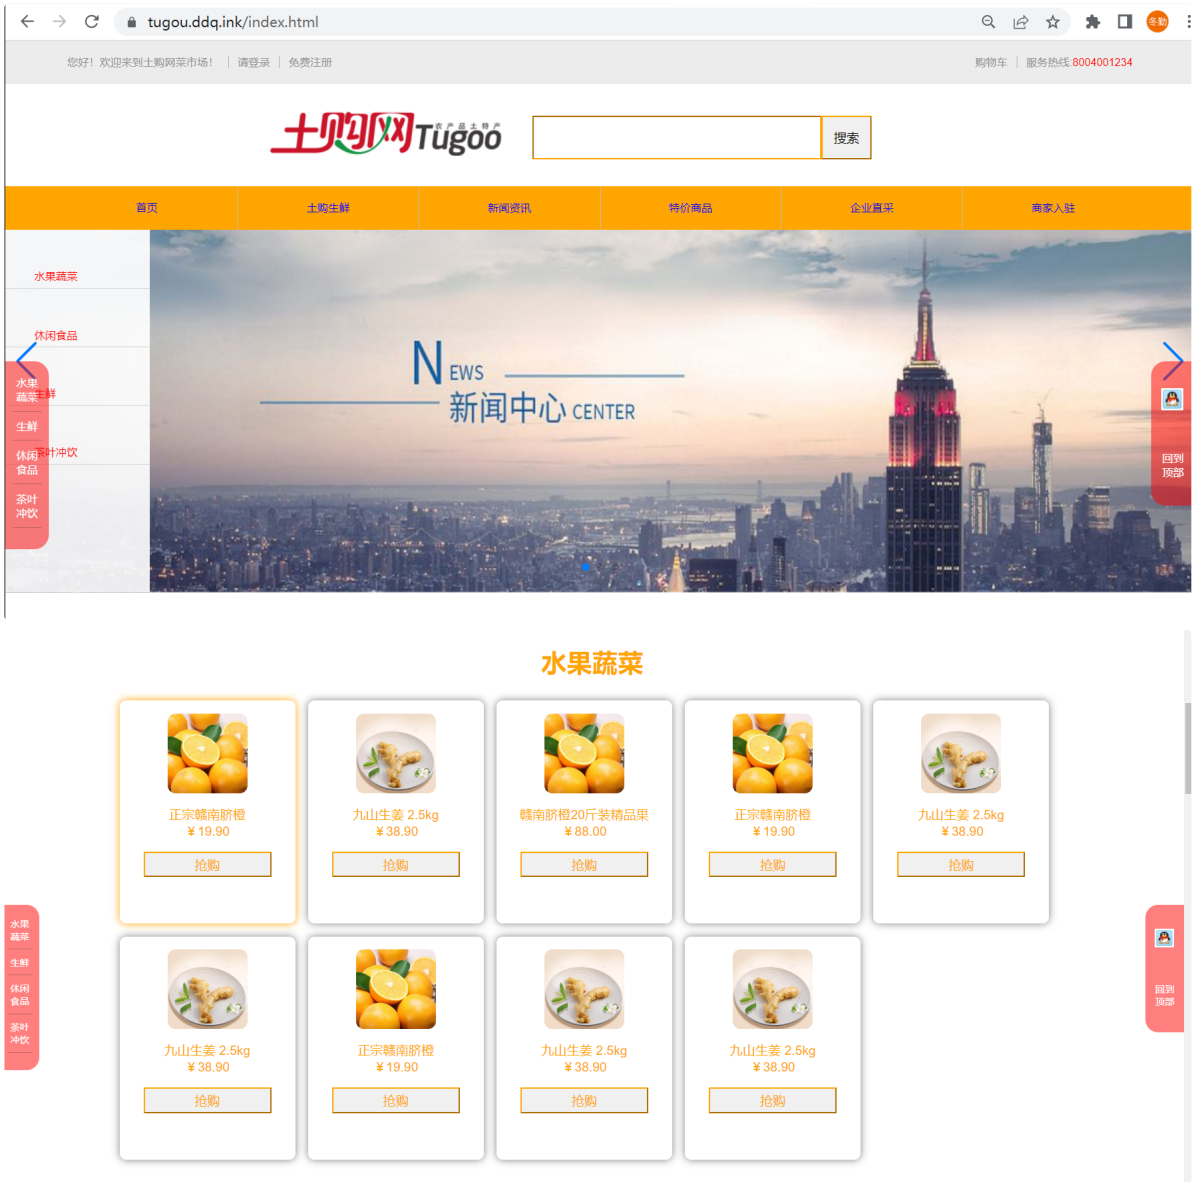 tugou.ddq.ink/index.html
冬勤
您好！欢迎来到土购网菜市场！ 请登录 免费注册
购物车 服务热线:8004001234
土购网Tugoo
农产品土特产
搜索
首页 土购生鲜 新闻资讯 特价商品 企业直采 商家入驻
水果蔬菜
休闲食品
生鲜
茶叶冲饮
水果
蔬菜
生鲜
休闲
食品
茶叶
冲饮
NEWS
新闻中心 CENTER
回到
顶部
水果蔬菜
正宗赣南脐橙 九山生姜 2.5kg 赣南脐橙20斤装精品果 正宗赣南脐橙 九山生姜 2.5kg
¥ 19.90 ¥ 38.90 ¥ 88.00 ¥ 19.90 ¥ 38.90
抢购 抢购 抢购 抢购 抢购
水果
蔬菜
生鲜
休闲
食品
茶叶
冲饮
回到
顶部
九山生姜 2.5kg 正宗赣南脐橙 九山生姜 2.5kg 九山生姜 2.5kg
¥ 38.90 ¥ 19.90 ¥ 38.90 ¥ 38.90
抢购 抢购 抢购 抢购